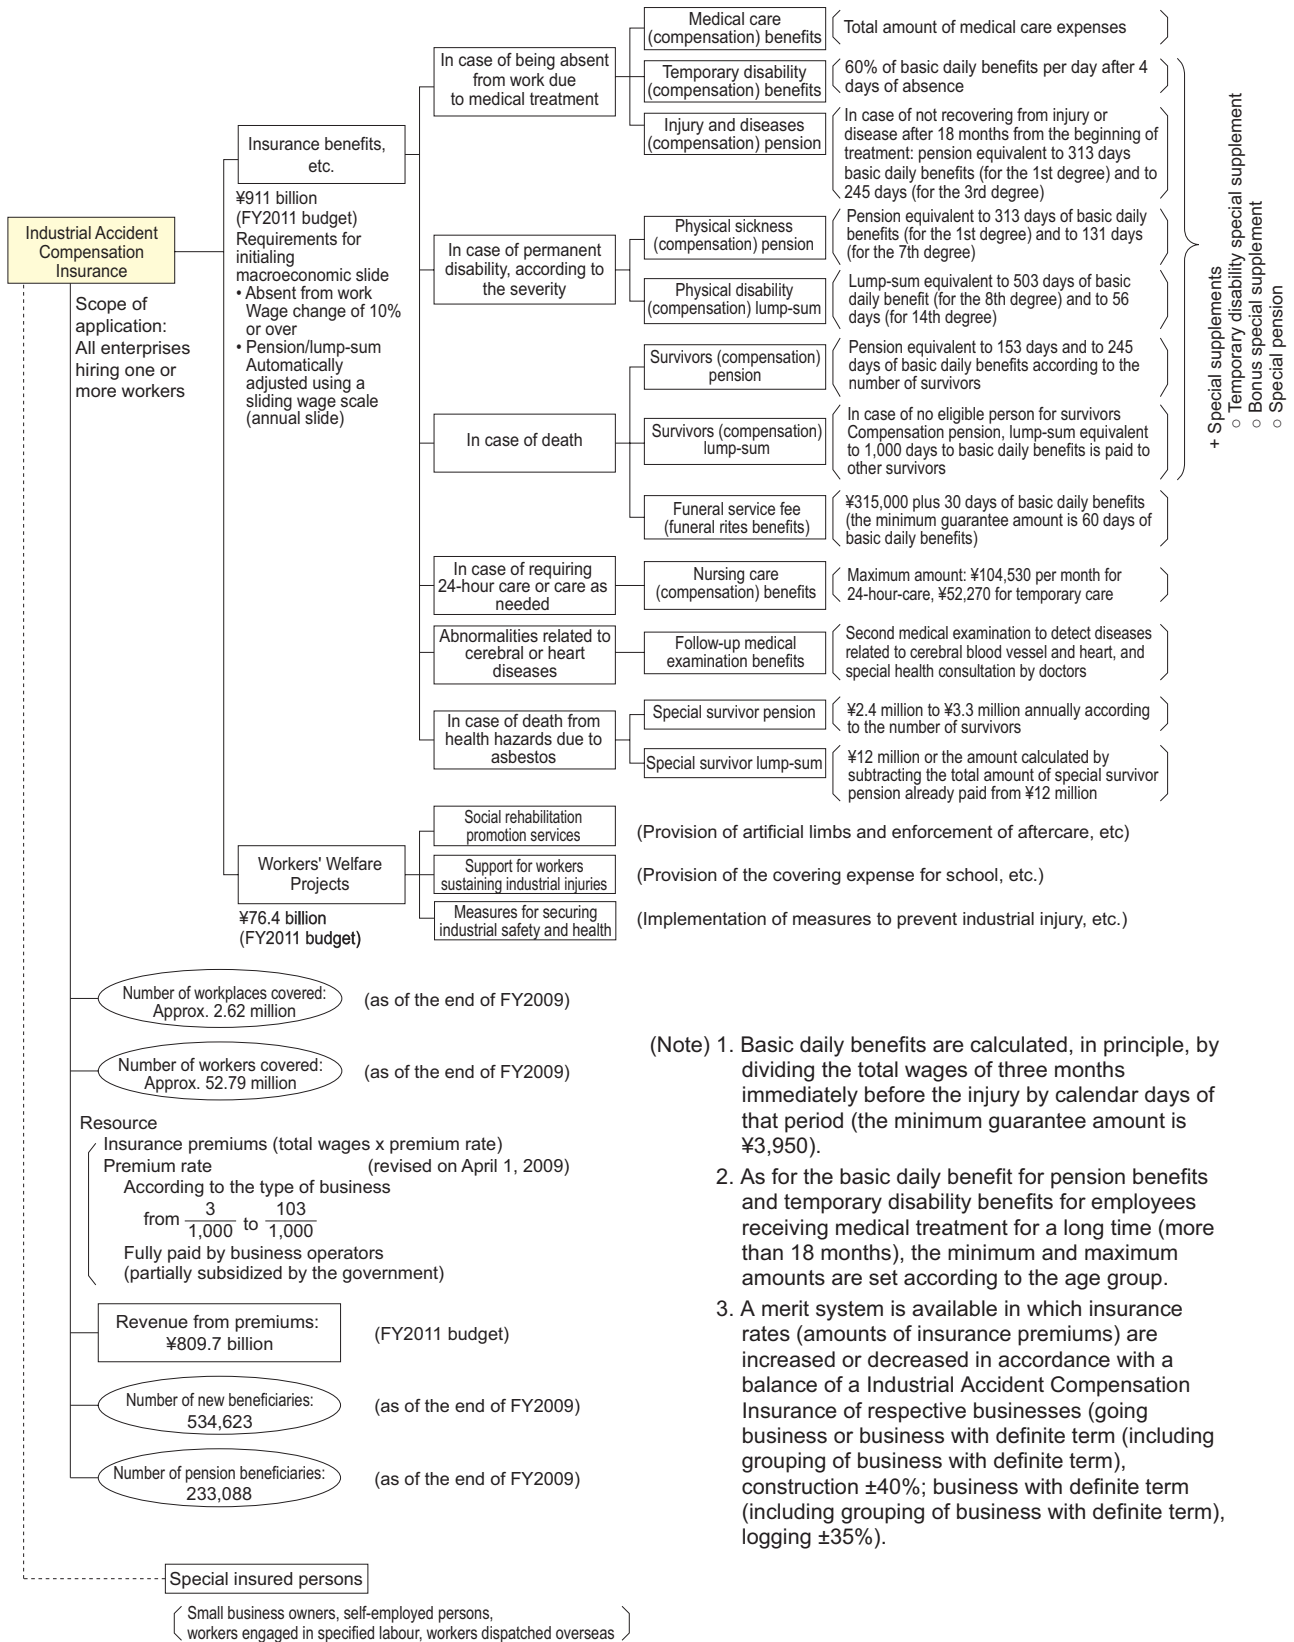 Industrial Accident
Compensation
Insurance
Scope of
application:
All enterprises
hiring one or
more workers
Insurance benefits,
etc.
¥911 billion
(FY2011 budget)
Requirements for
initialing
macroeconomic slide
• Absent from work
Wage change of 10%
or over
• Pension/lump-sum
Automatically
adjusted using a
sliding wage scale
(annual slide)
In case of being absent
from work due
to medical treatment
Medical care
(compensation) benefits
Total amount of medical care expenses
Temporary disability
(compensation) benefits
60% of basic daily benefits per day after 4
days of absence
Injury and diseases
(compensation) pension
In case of not recovering from injury or
disease after 18 months from the beginning of
treatment: pension equivalent to 313 days
basic daily benefits (for the 1st degree) and to
245 days (for the 3rd degree)
In case of permanent
disability, according to
the severity
Physical sickness
(compensation) pension
Pension equivalent to 313 days of basic daily
benefits (for the 1st degree) and to 131 days
(for the 7th degree)
Physical disability
(compensation) lump-sum
Lump-sum equivalent to 503 days of basic
daily benefit (for the 8th degree) and to 56
days (for 14th degree)
In case of death
Survivors (compensation)
pension
Pension equivalent to 153 days and to 245
days of basic daily benefits according to the
number of survivors
Survivors (compensation)
lump-sum
In case of no eligible person for survivors
Compensation pension, lump-sum equivalent
to 1,000 days to basic daily benefits is paid to
other survivors
Funeral service fee
(funeral rites benefits)
¥315,000 plus 30 days of basic daily benefits
(the minimum guarantee amount is 60 days of
basic daily benefits)
+ Special supplements
○ Temporary disability special supplement
○ Bonus special supplement
○ Special pension
In case of requiring
24-hour care or care as
needed
Nursing care
(compensation) benefits
Maximum amount: ¥104,530 per month for
24-hour-care, ¥52,270 for temporary care
Abnormalities related to
cerebral or heart
diseases
Follow-up medical
examination benefits
Second medical examination to detect diseases
related to cerebral blood vessel and heart, and
special health consultation by doctors
In case of death from
health hazards due to
asbestos
Special survivor pension
¥2.4 million to ¥3.3 million annually according
to the number of survivors
Special survivor lump-sum
¥12 million or the amount calculated by
subtracting the total amount of special survivor
pension already paid from ¥12 million
Workers' Welfare
Projects
¥76.4 billion
(FY2011 budget)
Social rehabilitation
promotion services
(Provision of artificial limbs and enforcement of aftercare, etc)
Support for workers
sustaining industrial injuries
(Provision of the covering expense for school, etc.)
Measures for securing
industrial safety and health
(Implementation of measures to prevent industrial injury, etc.)
Number of workplaces covered:
Approx. 2.62 million
(as of the end of FY2009)
Number of workers covered:
Approx. 52.79 million
(as of the end of FY2009)
Resource
Insurance premiums (total wages x premium rate)
Premium rate (revised on April 1, 2009)
According to the type of business
from 3/1,000 to 103/1,000
Fully paid by business operators
(partially subsidized by the government)
Revenue from premiums:
¥809.7 billion
(FY2011 budget)
Number of new beneficiaries:
534,623
(as of the end of FY2009)
Number of pension beneficiaries:
233,088
(as of the end of FY2009)
Special insured persons
Small business owners, self-employed persons,
workers engaged in specified labour, workers dispatched overseas
(Note) 1. Basic daily benefits are calculated, in principle, by
dividing the total wages of three months
immediately before the injury by calendar days of
that period (the minimum guarantee amount is
¥3,950).
2. As for the basic daily benefit for pension benefits
and temporary disability benefits for employees
receiving medical treatment for a long time (more
than 18 months), the minimum and maximum
amounts are set according to the age group.
3. A merit system is available in which insurance
rates (amounts of insurance premiums) are
increased or decreased in accordance with a
balance of a Industrial Accident Compensation
Insurance of respective businesses (going
business or business with definite term (including
grouping of business with definite term),
construction ±40%; business with definite term
(including grouping of business with definite term),
logging ±35%).